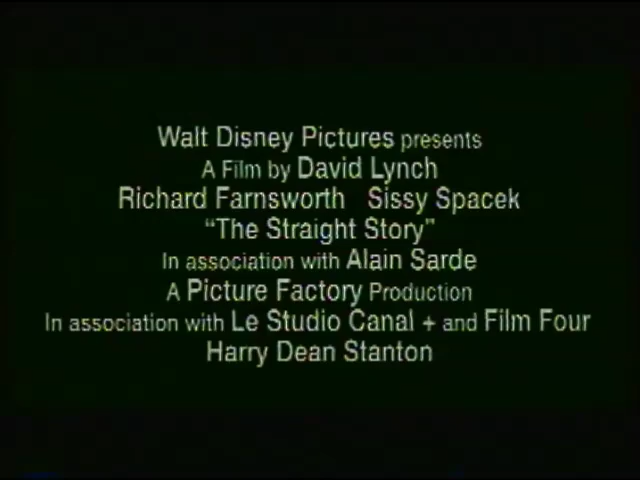 Walt Disney Pictures presents
A Film by David Lynch
Richard Farnsworth Sissy Spacek
“The Straight Story”
In association with Alain Sarde
A Picture Factory Production
In association with Le Studio Canal + and Film Four
Harry Dean Stanton